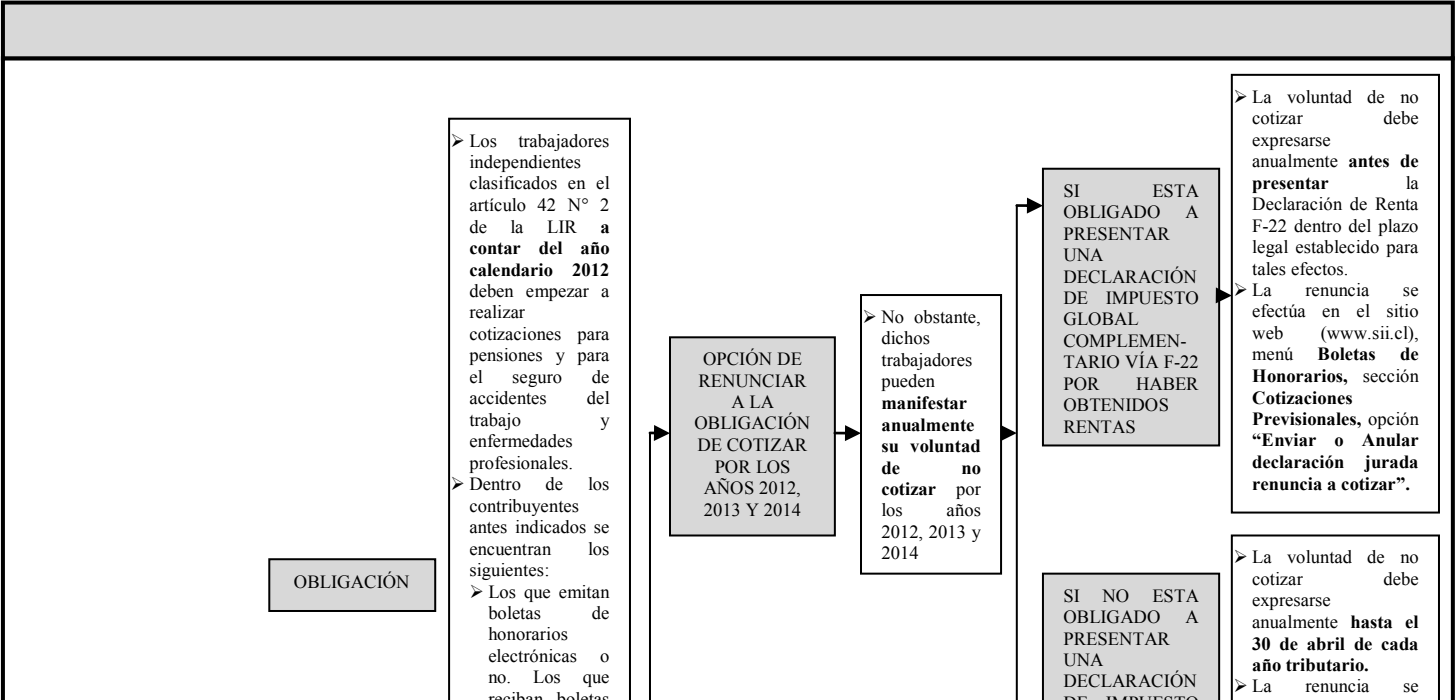 OBLIGACIÓN
➢ Los trabajadores
independientes
clasificados en el
artículo 42 N° 2
de la LIR a
contar del año
calendario 2012
deben empezar a
realizar
cotizaciones para
pensiones y para
el seguro de
accidentes del
trabajo y
enfermedades
profesionales.
➢ Dentro de los
contribuyentes
antes indicados se
encuentran los
siguientes:
➢ Los que emitan
boletas de
honorarios
electrónicas o
no. Los que
reciban boletas
OPCIÓN DE
RENUNCIAR
A LA
OBLIGACIÓN
DE COTIZAR
POR LOS
AÑOS 2012,
2013 Y 2014
➢ No obstante,
dichos
trabajadores
pueden
manifestar
anualmente
su voluntad
de no
cotizar por
los años
2012, 2013 y
2014
SI ESTA
OBLIGADO A
PRESENTAR
UNA
DECLARACIÓN
DE IMPUESTO
GLOBAL
COMPLEMEN-
TARIO VÍA F-22
POR HABER
OBTENIDOS
RENTAS
➢ La voluntad de no
cotizar debe
expresarse
anualmente antes de
presentar la
Declaración de Renta
F-22 dentro del plazo
legal establecido para
tales efectos.
➢ La renuncia se
efectúa en el sitio
web (www.sii.cl),
menú Boletas de
Honorarios, sección
Cotizaciones
Previsionales, opción
“Enviar o Anular
declaración jurada
renuncia a cotizar”.
SI NO ESTA
OBLIGADO A
PRESENTAR
UNA
DECLARACIÓN
DE IMPUESTO
➢ La voluntad de no
cotizar debe
expresarse
anualmente hasta el
30 de abril de cada
año tributario.
➢ La renuncia se